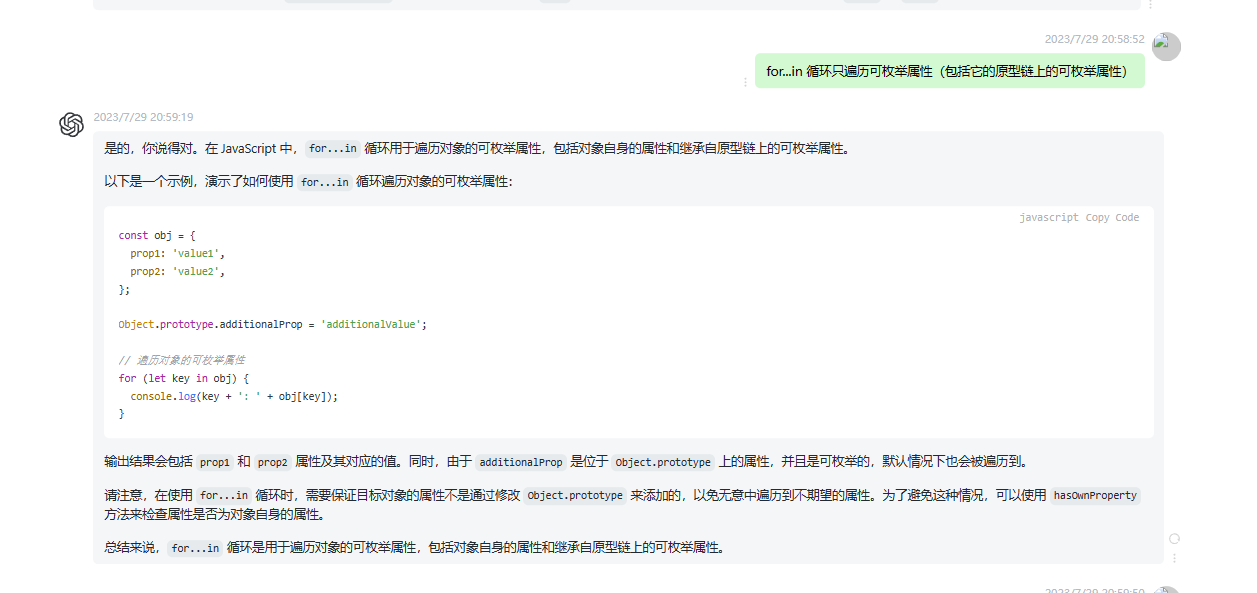 2023/7/29 20:58:52
for...in 循环只遍历可枚举属性（包括它的原型链上的可枚举属性）
2023/7/29 20:59:19
是的，你说得对。在 JavaScript 中， for...in 循环用于遍历对象的可枚举属性，包括对象自身的属性和继承自原型链上的可枚举属性。
以下是一个示例，演示了如何使用 for...in 循环遍历对象的可枚举属性：
javascript Copy Code
const obj = {
  prop1: 'value1',
  prop2: 'value2',
};
Object.prototype.additionalProp = 'additionalValue';
// 遍历对象的可枚举属性
for (let key in obj) {
  console.log(key + ': ' + obj[key]);
}
输出结果会包括 prop1 和 prop2 属性及其对应的值。同时，由于 additionalProp 是位于 Object.prototype 上的属性，并且是可枚举的，默认情况下也会被遍历到。
请注意，在使用 for...in 循环时，需要保证目标对象的属性不是通过修改 Object.prototype 来添加的，以免无意中遍历到不期望的属性。为了避免这种情况，可以使用 hasOwnProperty
方法来检查属性是否为对象自身的属性。
总结来说， for...in 循环是用于遍历对象的可枚举属性，包括对象自身的属性和继承自原型链上的可枚举属性。
2023/7/29 20:59:50